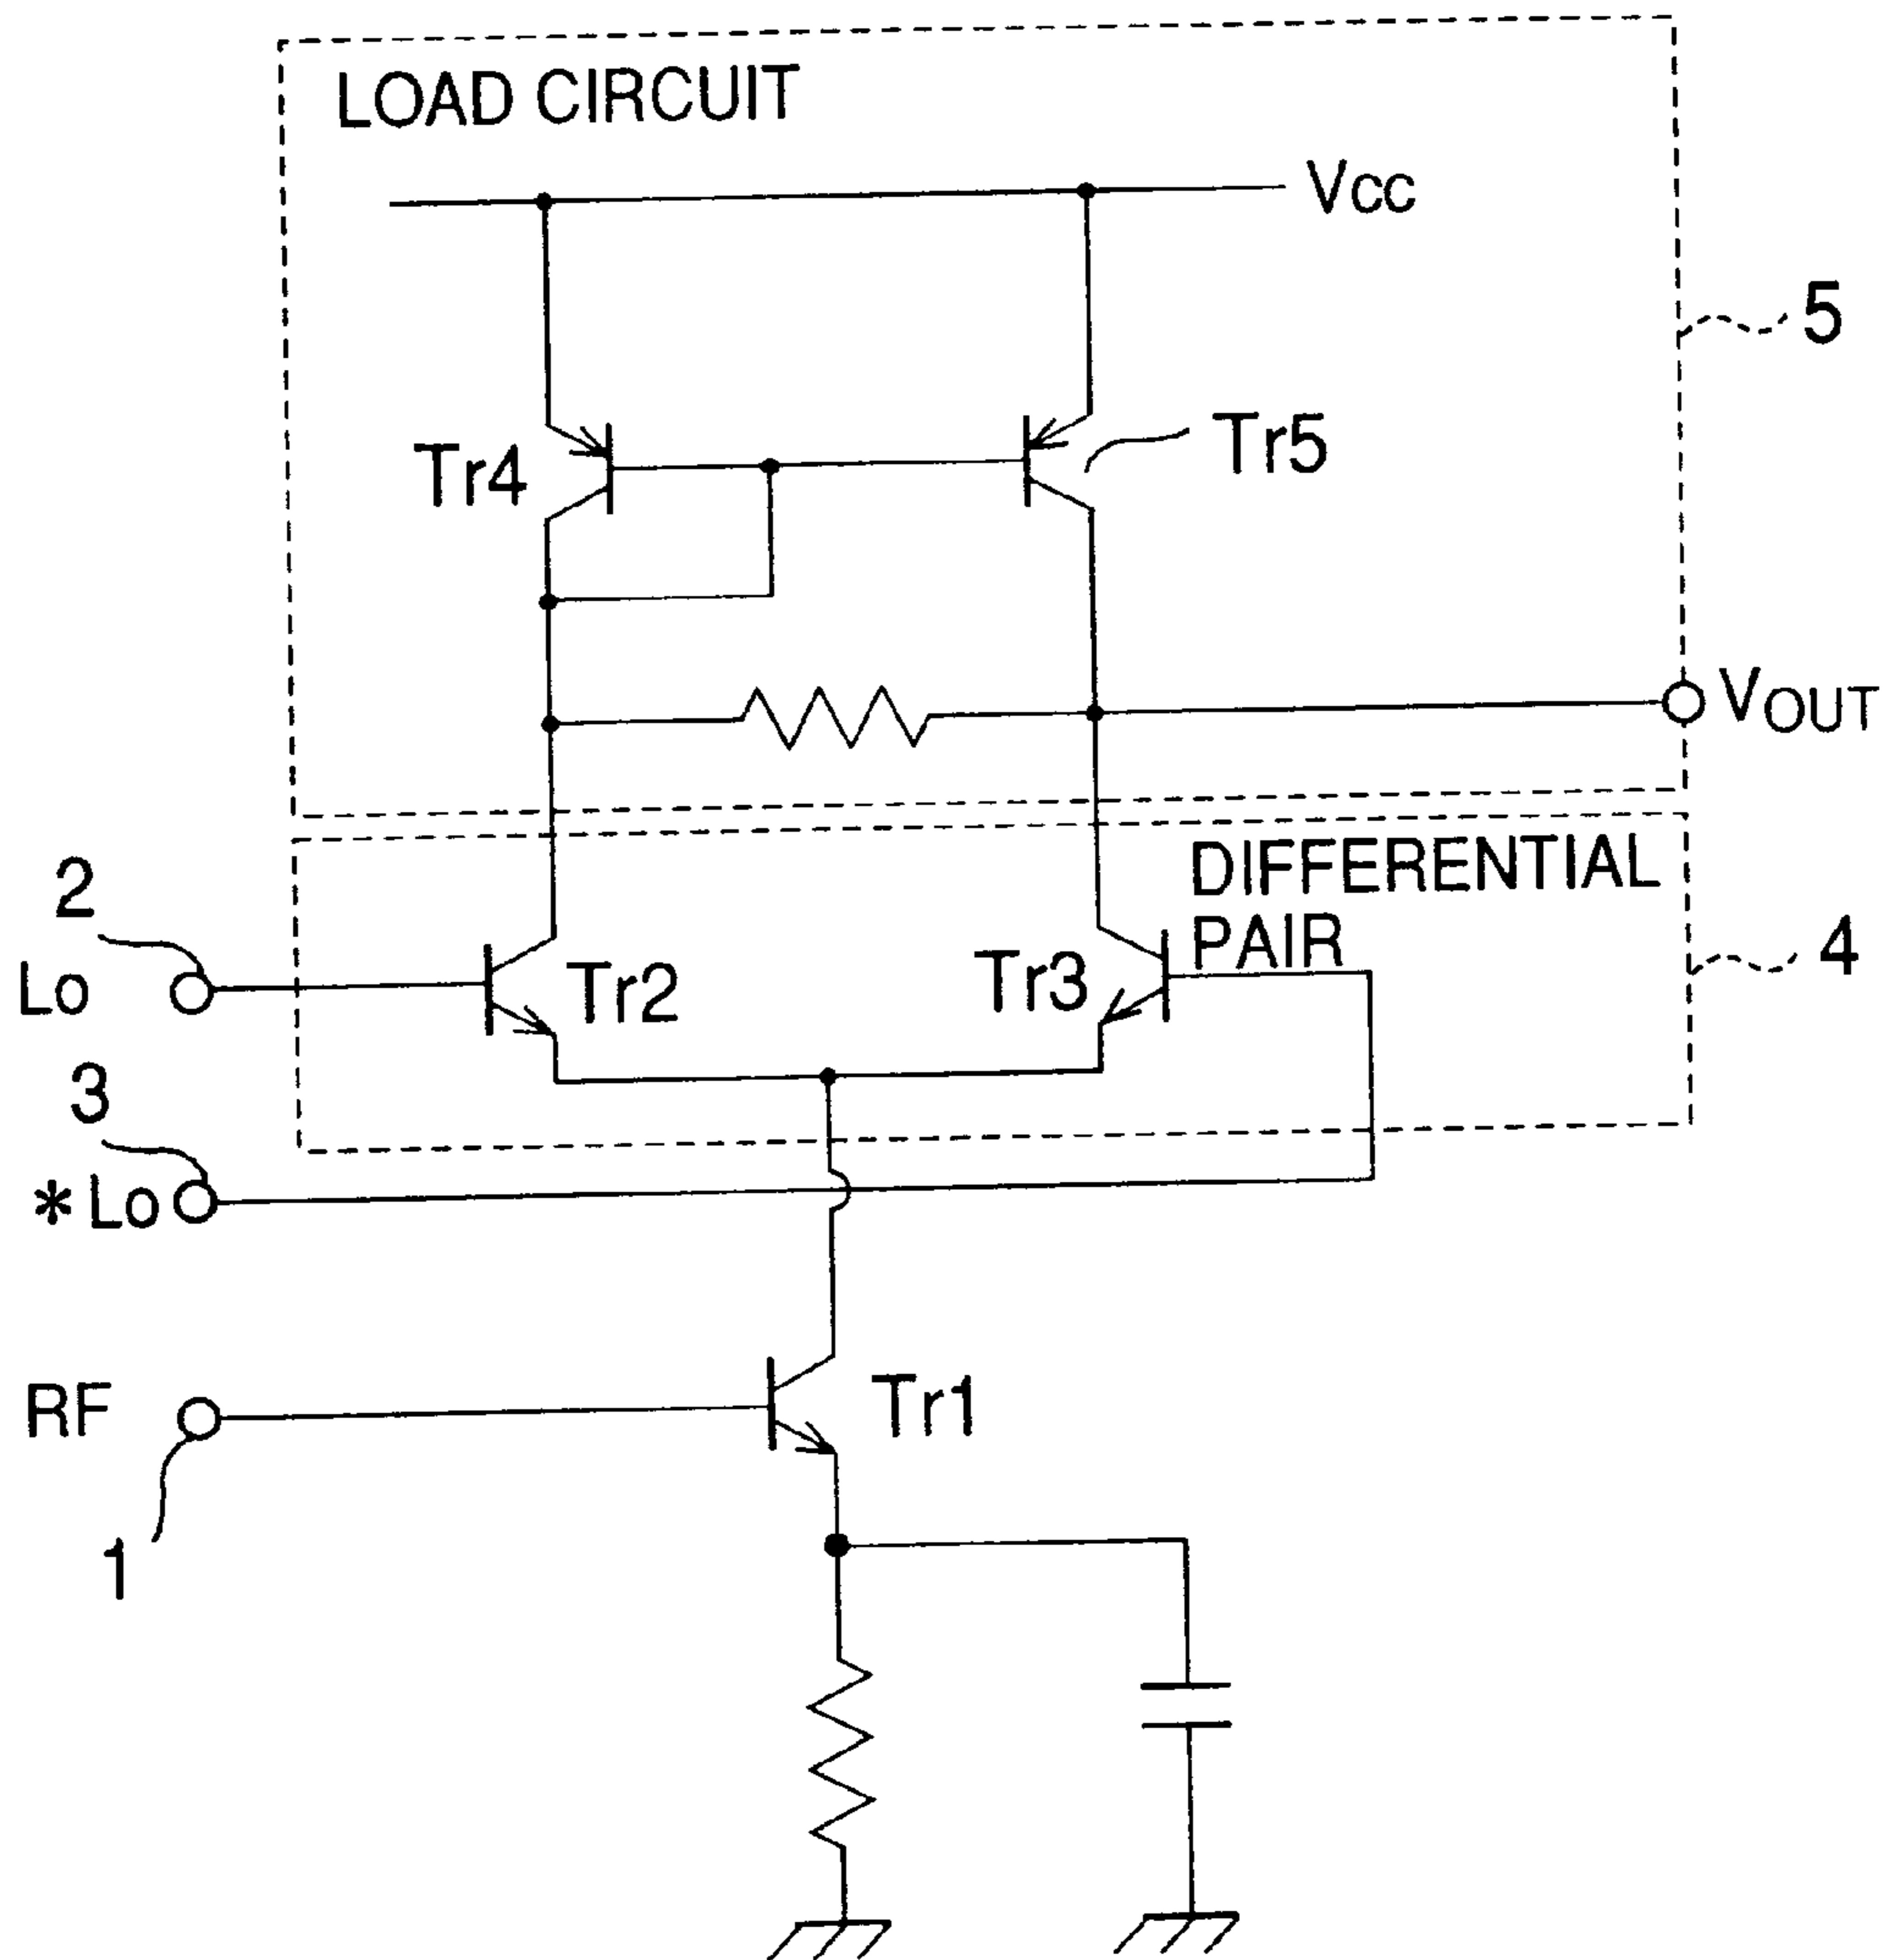 LOAD CIRCUIT
Vcc
5
Tr4
Tr5
VOUT
DIFFERENTIAL
PAIR
2
Lo
Tr2
Tr3
4
3
*Lo
RF
Tr1
1